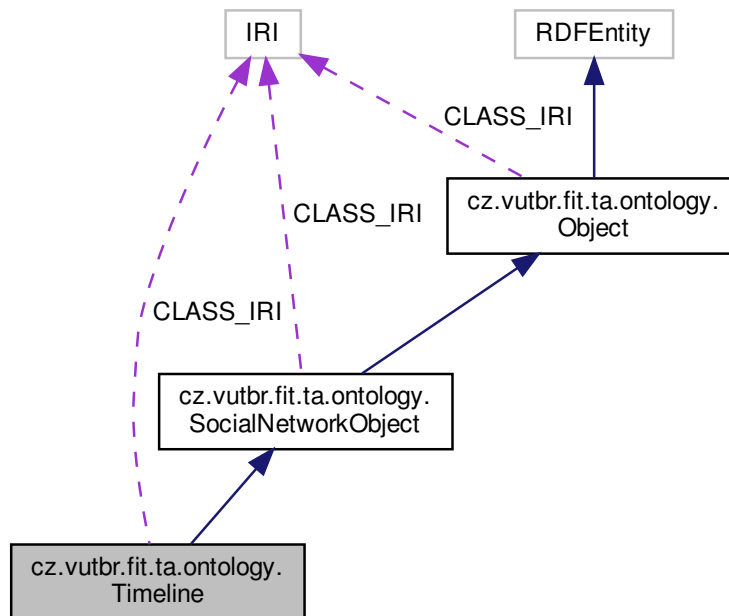 IRI
RDFEntity
CLASS_IRI
cz.vutbr.fit.ta.ontology.
Object
CLASS_IRI
CLASS_IRI
cz.vutbr.fit.ta.ontology.
SocialNetworkObject
cz.vutbr.fit.ta.ontology.
Timeline